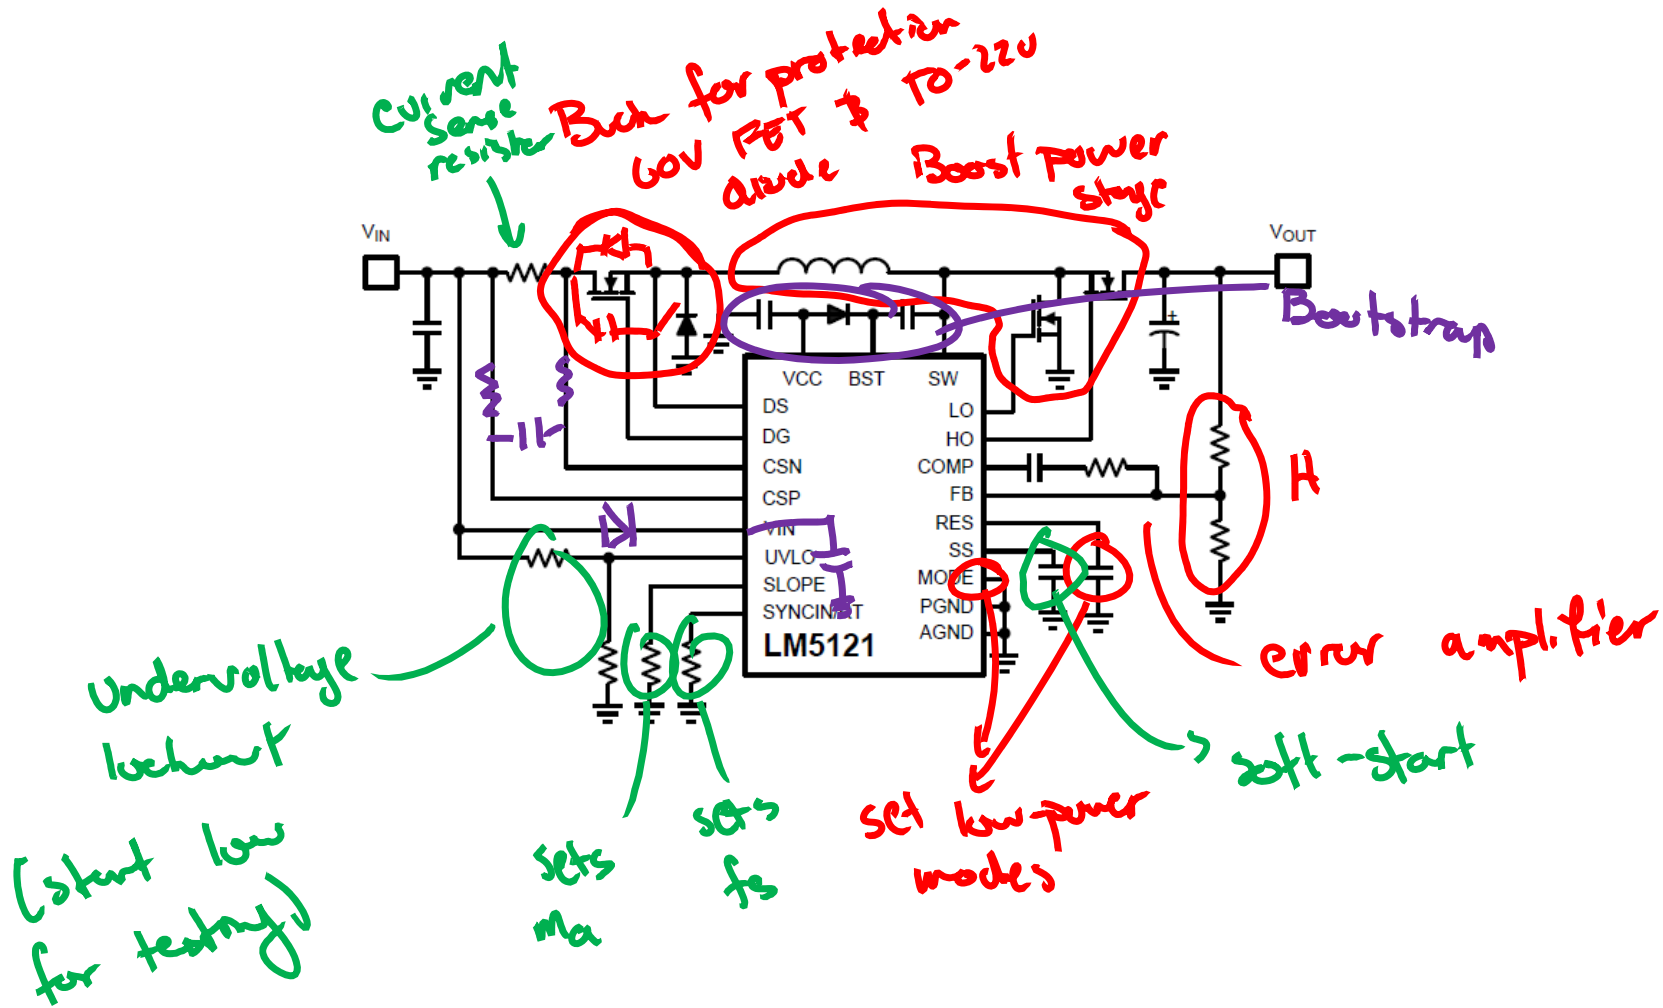 current
sense
resistor
Buck for protection
60V FET & TO-220
diode
Boost power
stage
VIN
VOUT
Bootstrap
+
VCC BST SW
DS
DG
CSN
CSP
VIN
UVLO
SLOPE
SYNCIN/RT
LM5121
LO
HO
COMP
FB
RES
SS
MODE
PGND
AGND
H
error amplifier
undervoltage
lockout
(start low
for testing)
sets
ma
sets
fs
set low-power
modes
soft-start